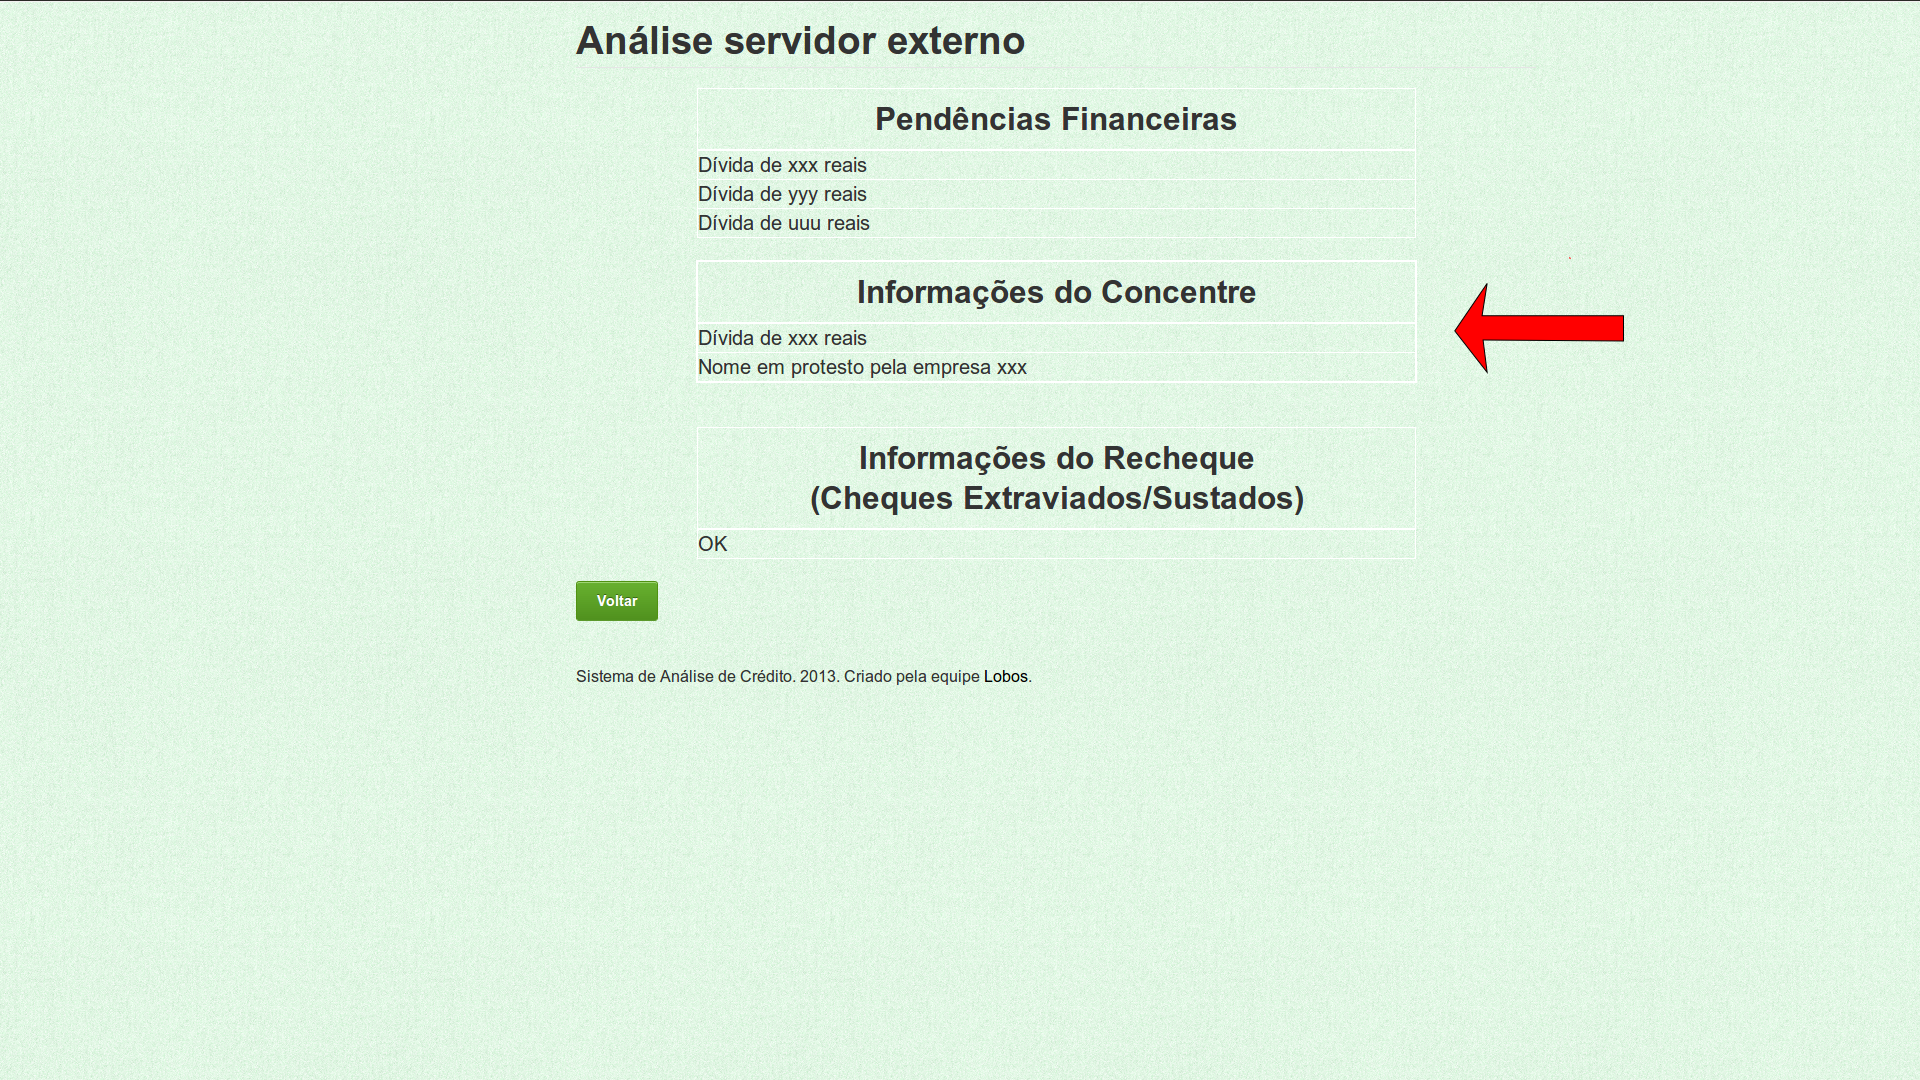 Análise servidor externo
Pendências Financeiras
Dívida de xxx reais
Dívida de yyy reais
Dívida de uuu reais
Informações do Concentre
Dívida de xxx reais
Nome em protesto pela empresa xxx
Informações do Recheque
(Cheques Extraviados/Sustados)
OK
Voltar
Sistema de Análise de Crédito. 2013. Criado pela equipe Lobos.